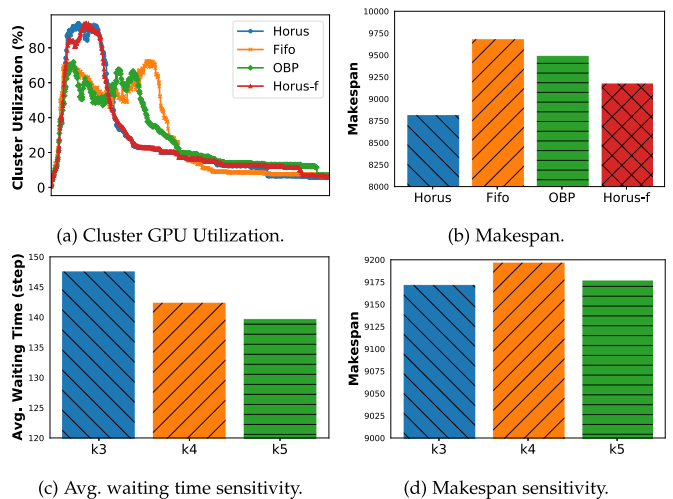 Cluster Utilization (%)
80
60
40
20
0
Horus
Fifo
OBP
Horus-f
(a) Cluster GPU Utilization.
Makespan
10000
9750
9500
9250
9000
8750
8500
8250
8000
Horus Fifo OBP Horus-f
(b) Makespan.
Avg. Waiting Time (step)
150
145
140
135
130
125
120
k3 k4 k5
(c) Avg. waiting time sensitivity.
Makespan
9200
9175
9150
9125
9100
9075
9050
9025
9000
k3 k4 k5
(d) Makespan sensitivity.